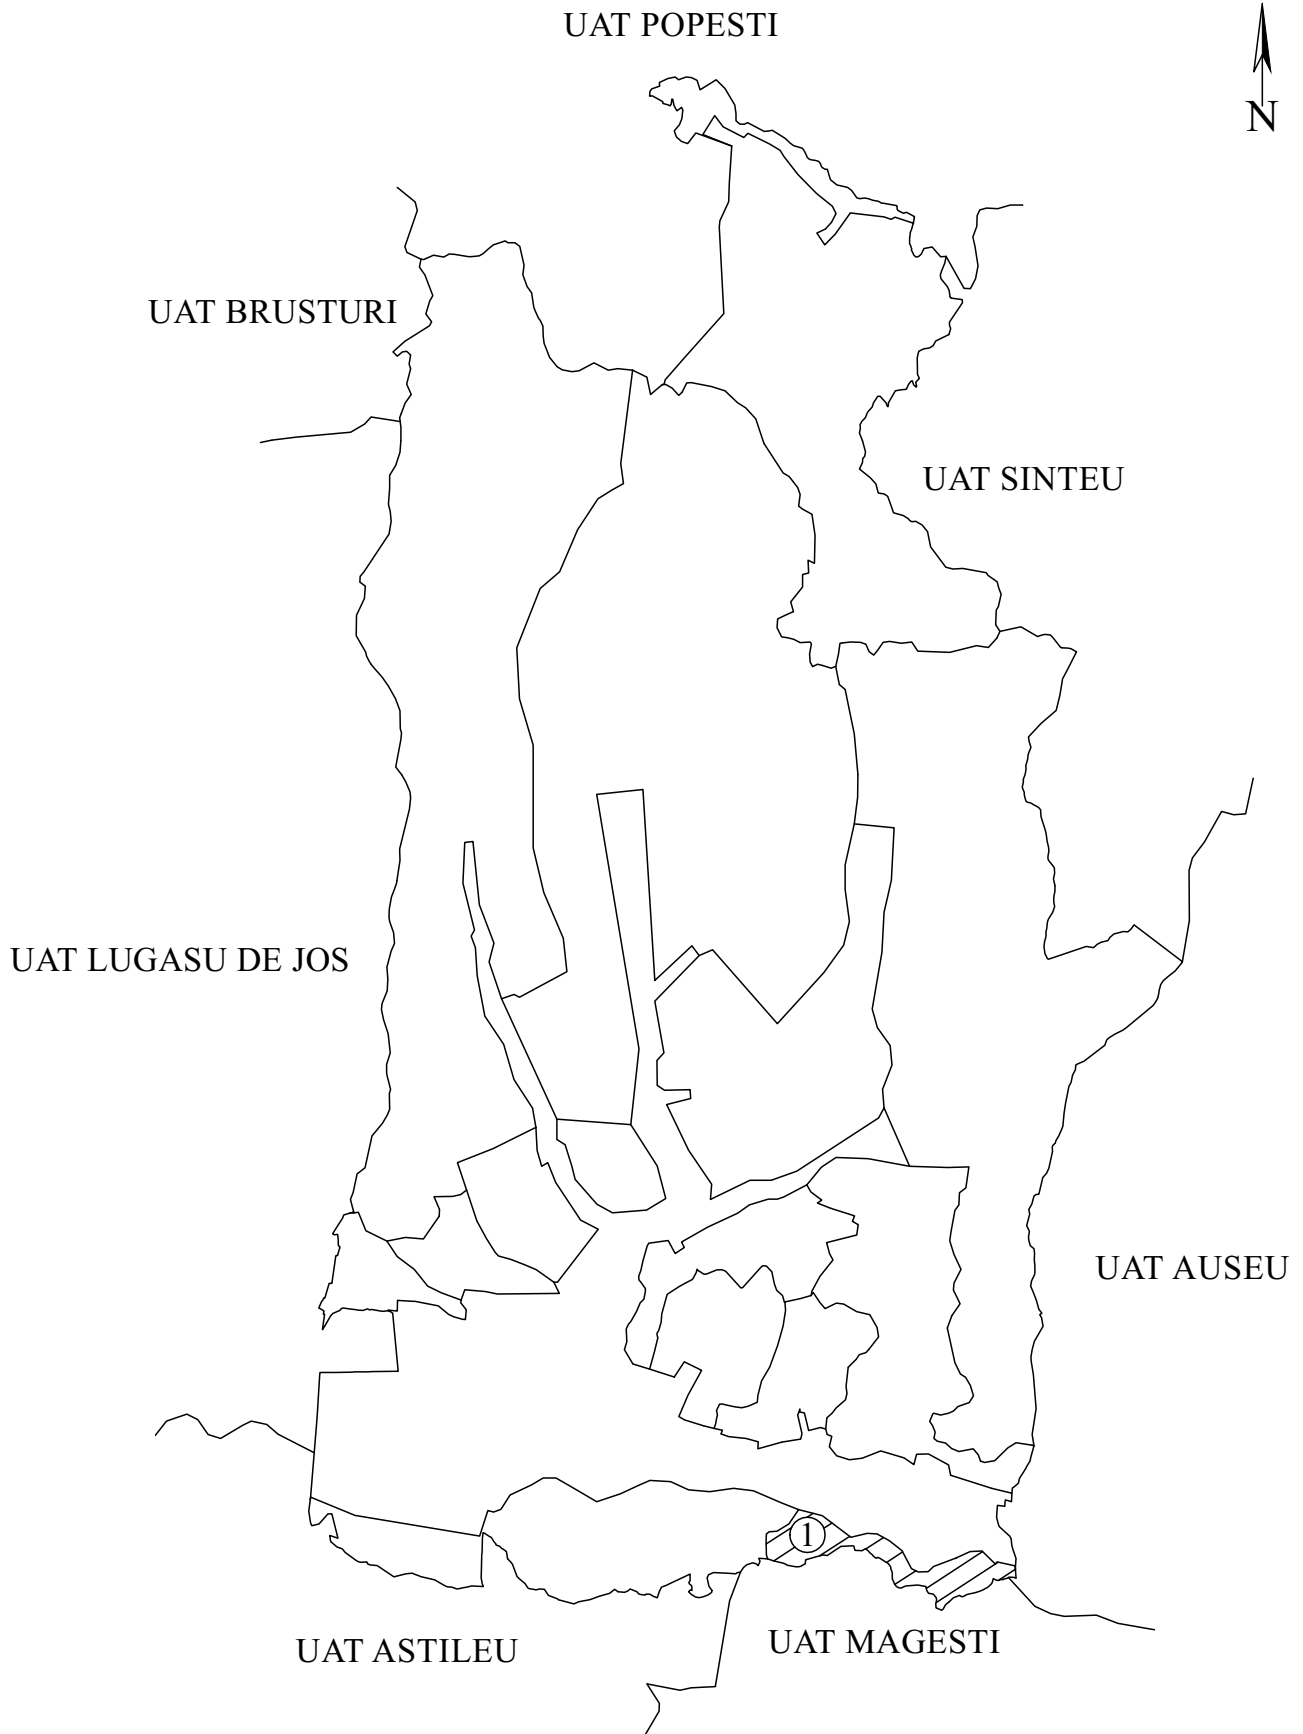 UAT POPESTI
N
UAT BRUSTURI
UAT SINTEU
UAT LUGASU DE JOS
UAT AUSEU
1
UAT ASTILEU
UAT MAGESTI